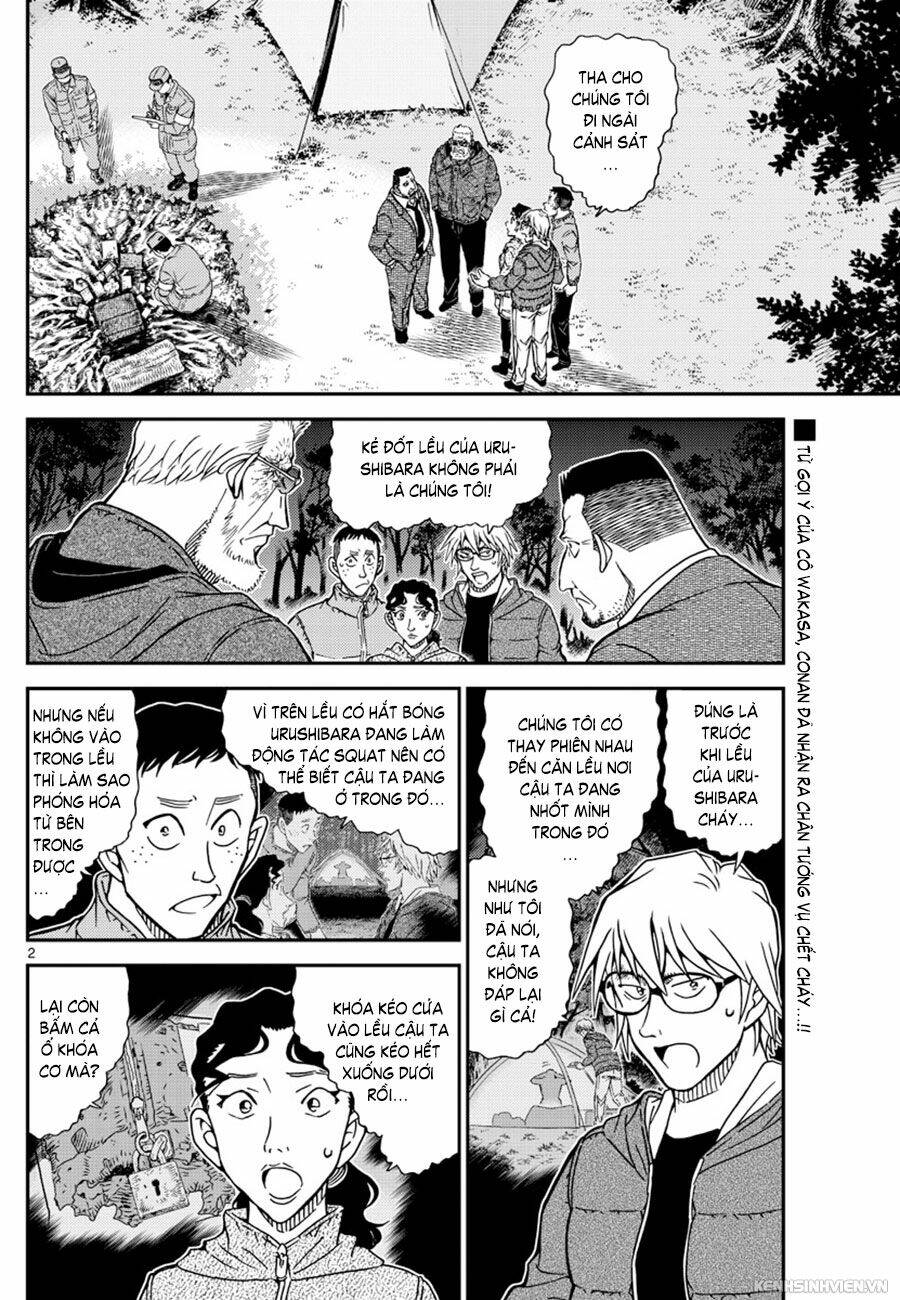 THA CHO
CHÚNG TÔI
ĐI NGÀI
CẢNH SÁT
...
TỪ GỢI Ý CỦA CÔ WAKASA, CONAN ĐÃ NHẬN RA CHÂN TƯỚNG VỤ CHẾT CHÁY...!!
KẺ ĐỐT LỀU CỦA URU-
SHIBARA KHÔNG PHẢI
LÀ CHÚNG TÔI!
ĐÚNG LÀ
TRƯỚC
KHI LỀU
CỦA URU-
SHIBARA
CHÁY...
CHÚNG TÔI CÓ
THAY PHIÊN NHAU
ĐẾN CĂN LỀU NƠI
CẬU TA ĐANG
NHỐT MÌNH
TRONG ĐÓ
...
NHƯNG
NHƯ TÔI
ĐÃ NÓI,
CẬU TA
KHÔNG
ĐÁP LẠI
GÌ CẢ!
VÌ TRÊN LỀU CÓ HẮT BÓNG
URUSHIBARA ĐANG LÀM
ĐỘNG TÁC SQUAT NÊN CÓ
THỂ BIẾT CẬU TA ĐANG
Ở TRONG ĐÓ...
NHƯNG NẾU
KHÔNG VÀO
TRONG LỀU
THÌ LÀM SAO
PHÓNG HỎA
TỪ BÊN
TRONG
ĐƯỢC
...
2
KHÓA KÉO CỬA
VÀO LỀU CẬU TA
CŨNG KÉO HẾT
XUỐNG DƯỚI
RỒI...
LẠI CÒN
BẤM CẢ
Ổ KHÓA
CƠ MÀ?
KENHSINHVIEN.VN